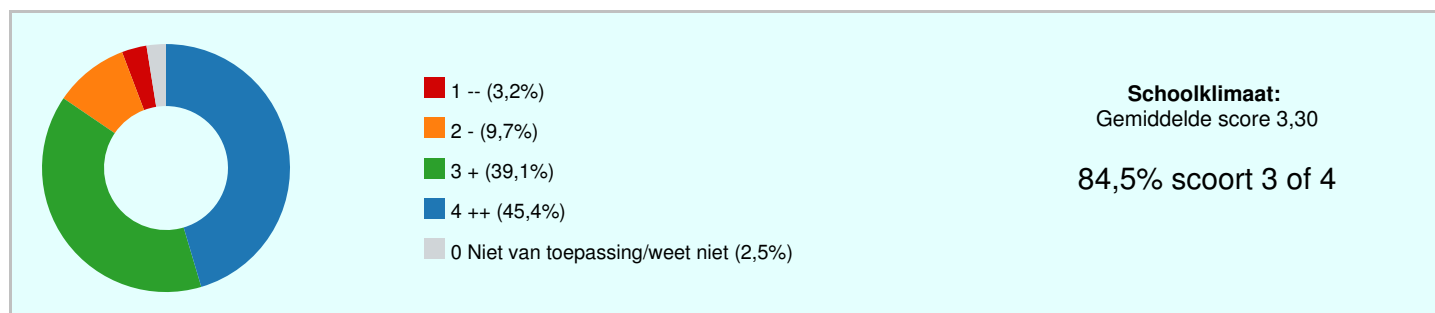 1 -- (3,2%)
2 - (9,7%)
3 + (39,1%)
4 ++ (45,4%)
0 Niet van toepassing/weet niet (2,5%)
Schoolklimaat:
Gemiddelde score 3,30
84,5% scoort 3 of 4